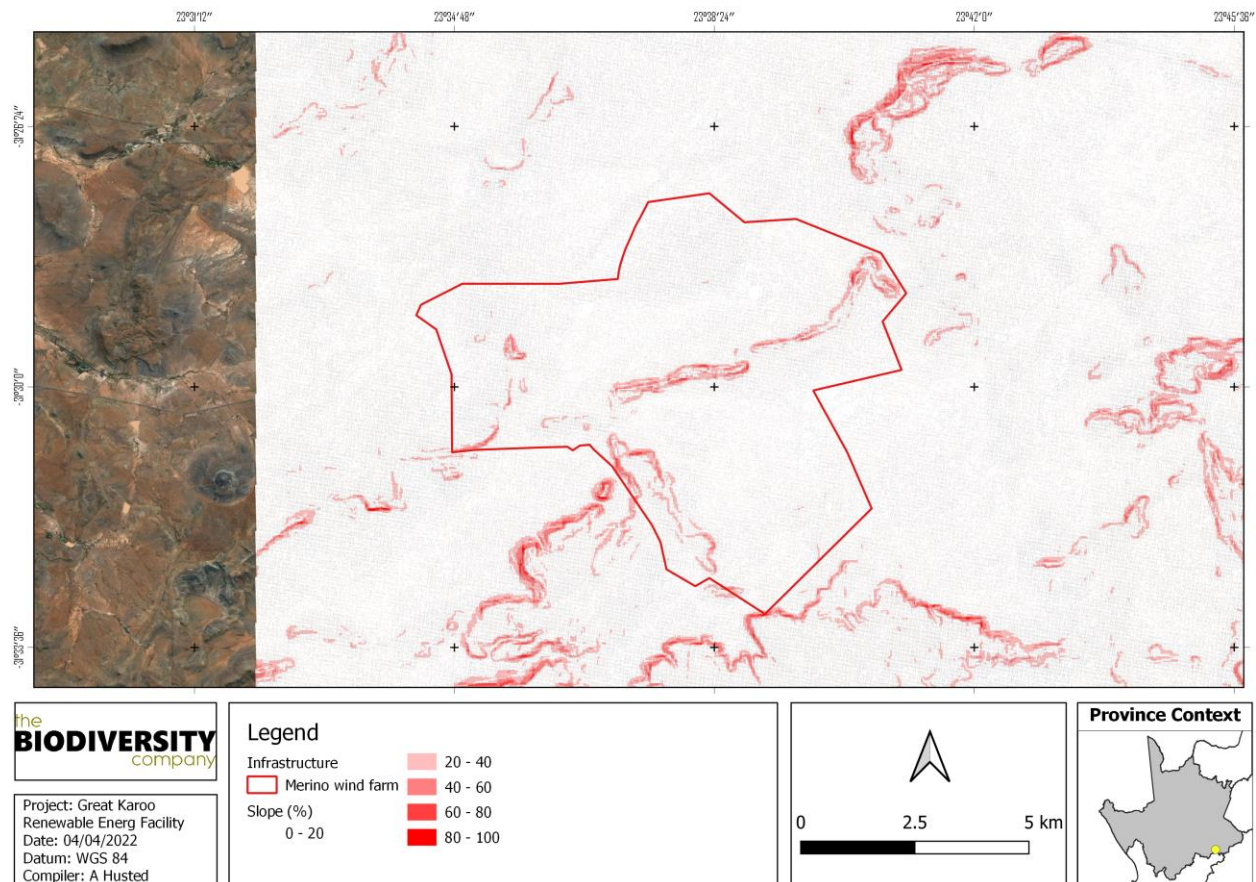 23°31'12" 23°34'48" 23°38'24" 23°42'0" 23°45'36"
-31°26'24"
-31°30'0"
-31°33'36"
the
BIODIVERSITY
company
Project: Great Karoo
Renewable Energ Facility
Date: 04/04/2022
Datum: WGS 84
Compiler: A Husted
Legend
Infrastructure
Merino wind farm
Slope (%)
0 - 20
20 - 40
40 - 60
60 - 80
80 - 100
0 2.5 5 km
Province Context